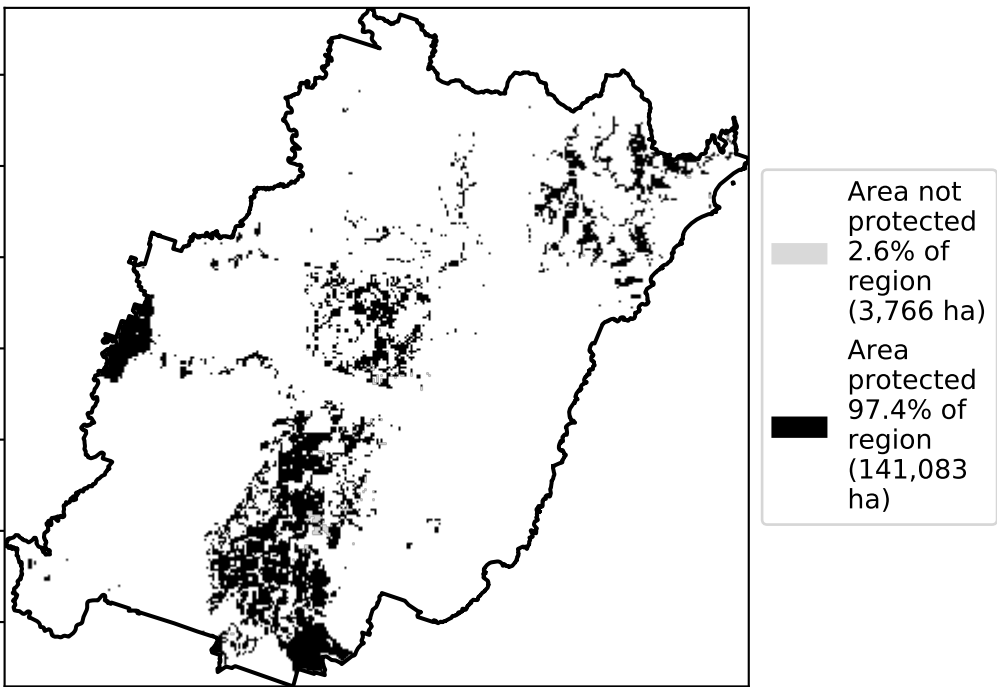 Area not
protected
2.6% of
region
(3,766 ha)
Area
protected
97.4% of
region
(141,083
ha)